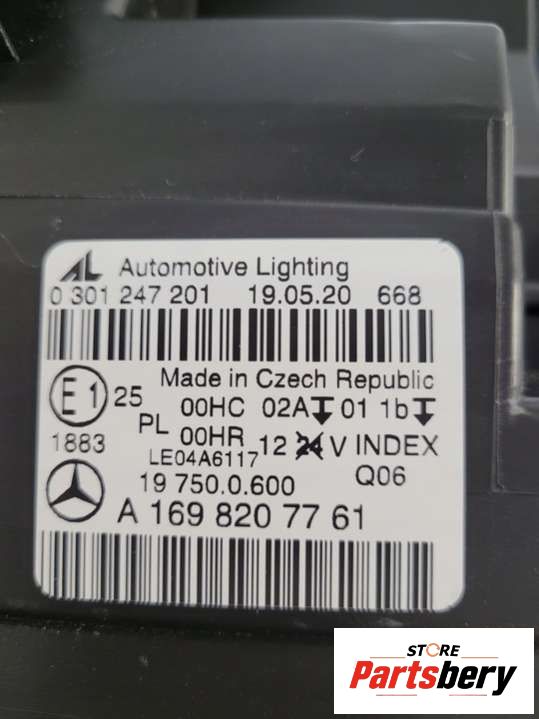 AL Automotive Lighting
0 301 247 201 19.05.20 668
Made in Czech Republic
E1 25 00HC 02A 01 1b
PL 00HR 12 24 V INDEX
1883 LE04A6117
19 750.0.600 Q06
A 169 820 77 61
STORE
Partsbery